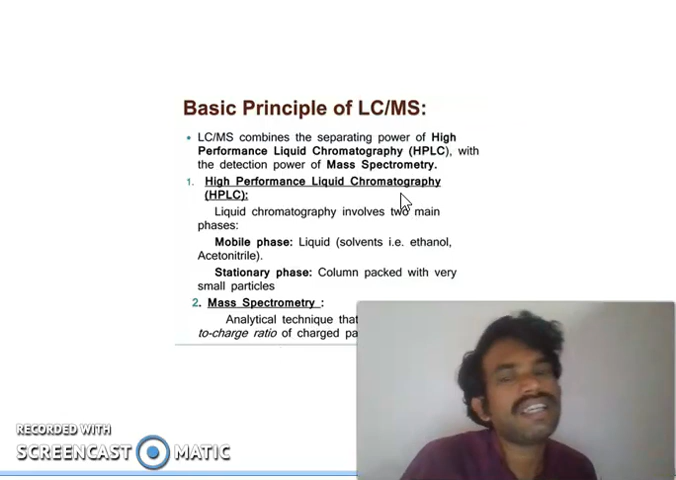 Basic Principle of LC/MS:
• LC/MS combines the separating power of High
Performance Liquid Chromatography (HPLC), with
the detection power of Mass Spectrometry.
1. High Performance Liquid Chromatography
(HPLC):
Liquid chromatography involves two main
phases:
Mobile phase: Liquid (solvents i.e. ethanol,
Acetonitrile).
Stationary phase: Column packed with very
small particles
2. Mass Spectrometry :
Analytical technique that
to-charge ratio of charged
RECORDED WITH
SCREENCAST MATIC